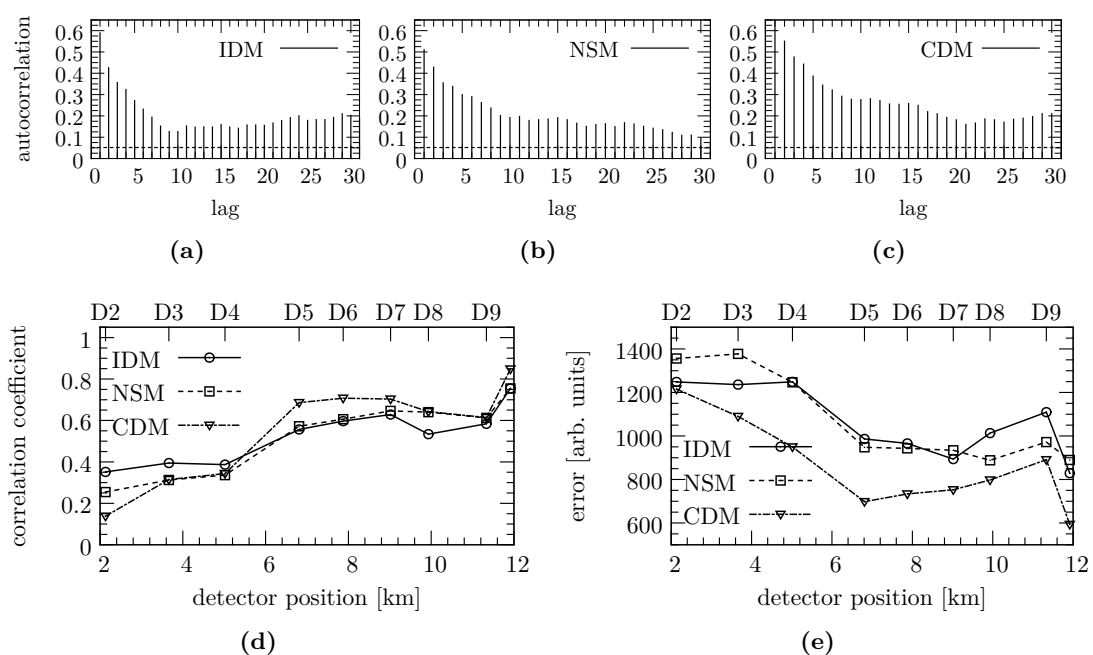 autocorrelation
0.6
0.5
0.4
0.3
0.2
0.1
0
IDM
0 5 10 15 20 25 30
lag
(a)
0.6
0.5
0.4
0.3
0.2
0.1
0
NSM
0 5 10 15 20 25 30
lag
(b)
0.6
0.5
0.4
0.3
0.2
0.1
0
CDM
0 5 10 15 20 25 30
lag
(c)
D2 D3 D4 D5 D6 D7 D8 D9
correlation coefficient
1
0.8
0.6
0.4
0.2
0
IDM
NSM
CDM
2 4 6 8 10 12
detector position [km]
(d)
D2 D3 D4 D5 D6 D7 D8 D9
error [arb. units]
1400
1200
1000
800
600
IDM
NSM
CDM
2 4 6 8 10 12
detector position [km]
(e)